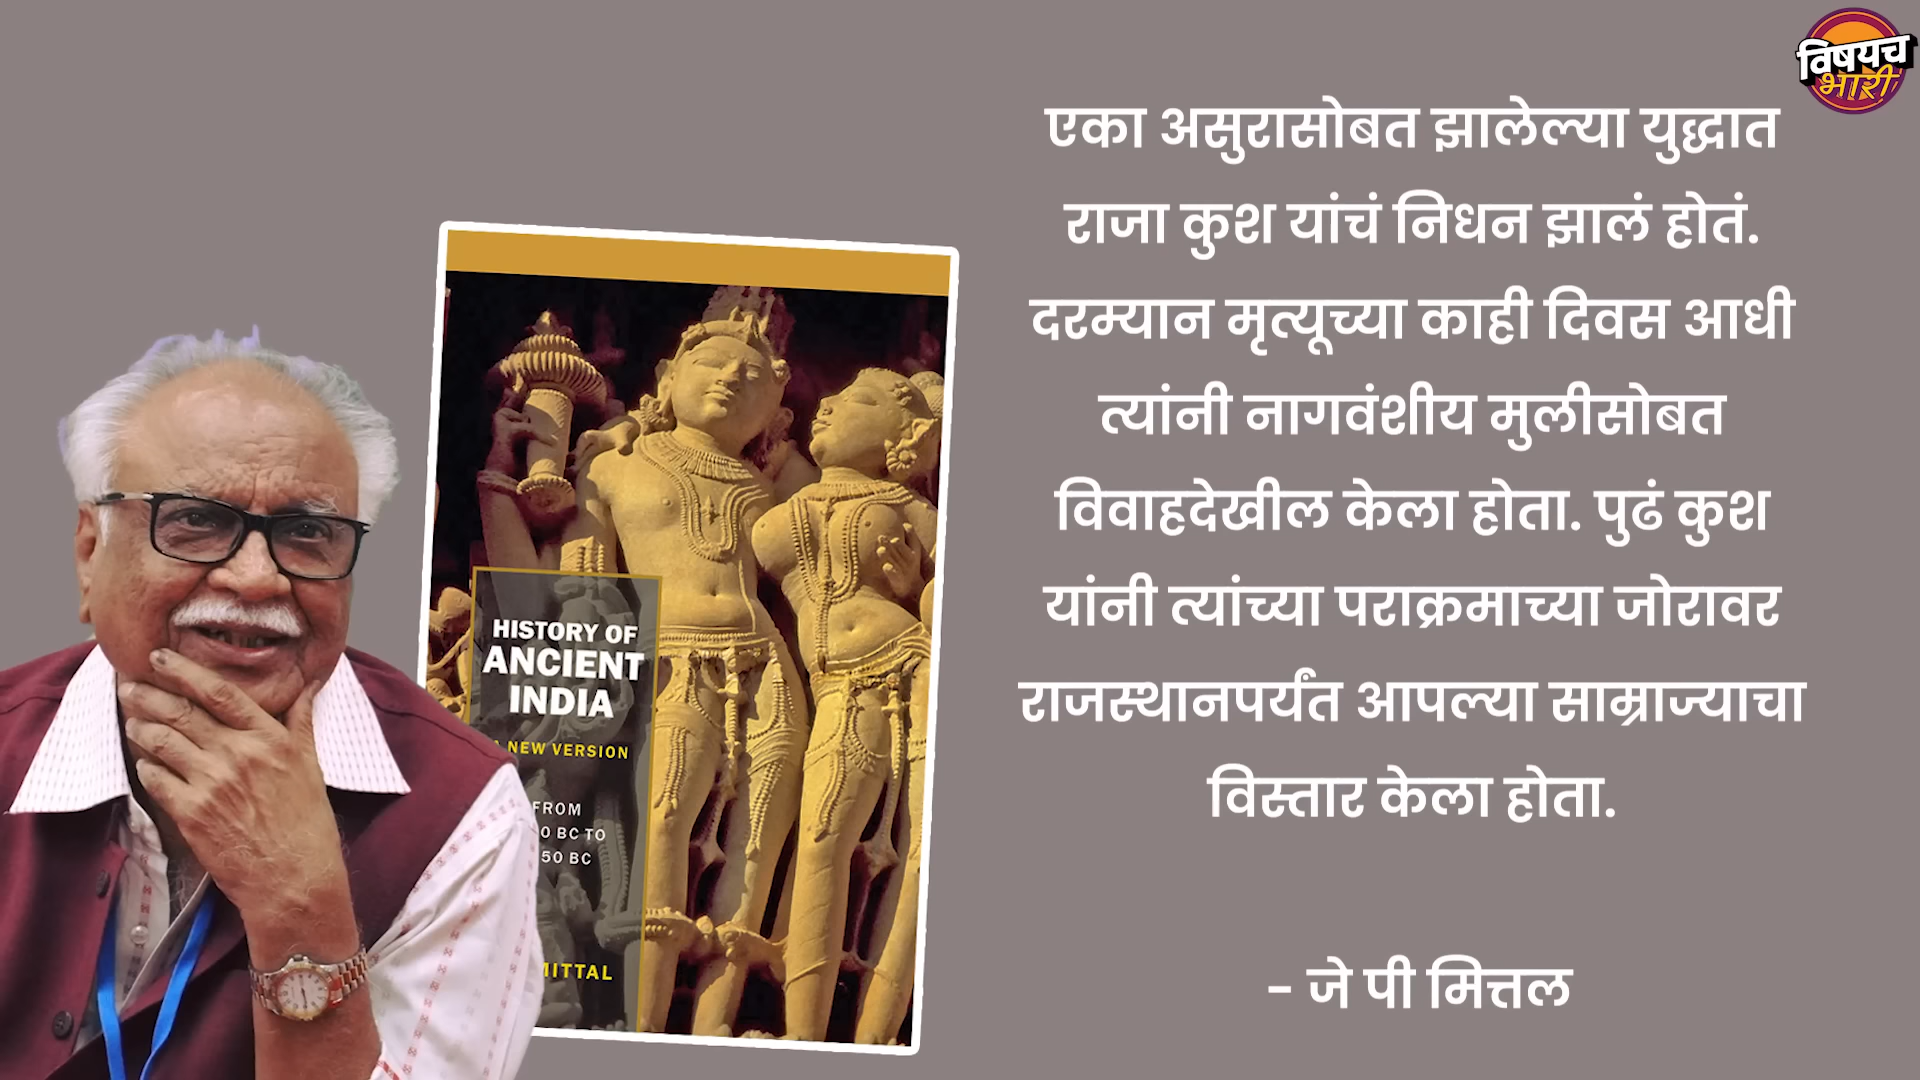 विषयच
भारी
एका असुरासोबत झालेल्या युद्धात
राजा कुश यांचं निधन झालं होतं.
दरम्यान मृत्यूच्या काही दिवस आधी
त्यांनी नागवंशीय मुलीसोबत
विवाहदेखील केला होता. पुढं कुश
यांनी त्यांच्या पराक्रमाच्या जोरावर
राजस्थानपर्यंत आपल्या साम्राज्याचा
विस्तार केला होता.
- जे पी मित्तल
HISTORY OF
ANCIENT
INDIA
NEW VERSION
FROM
BC TO
50 BC
MITTAL